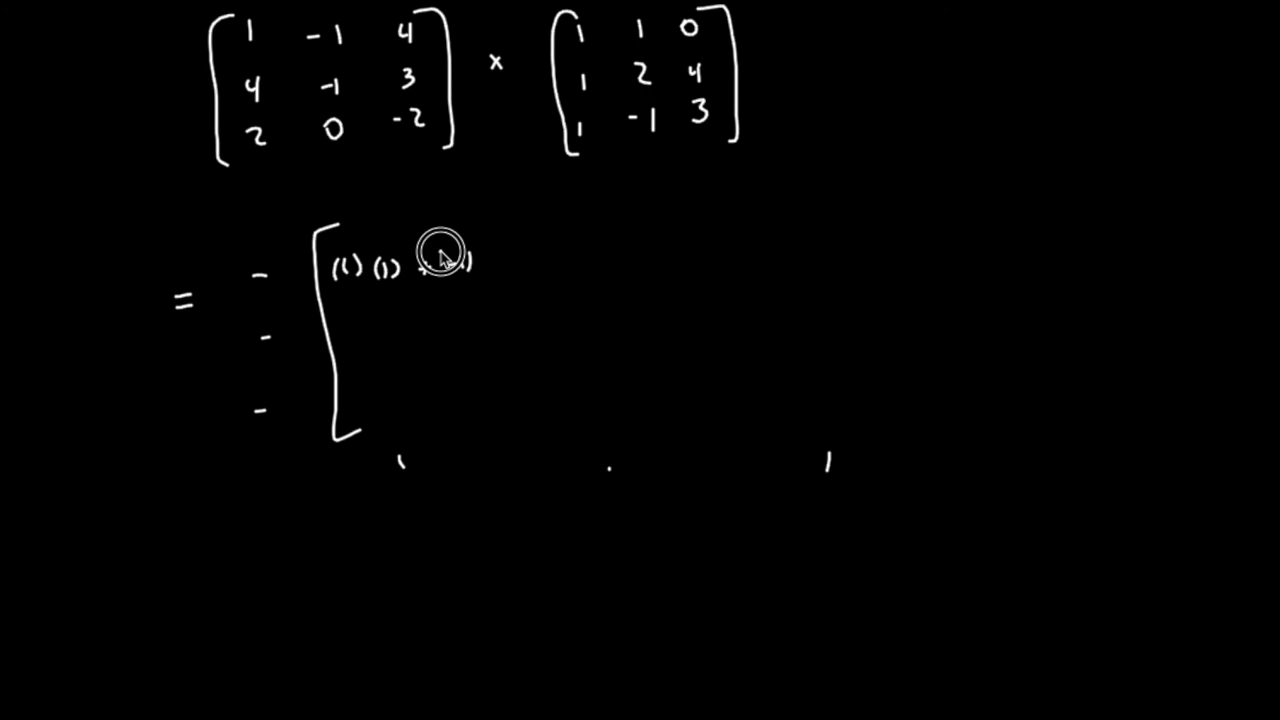 1 -1 4 1 1 0
4 -1 3 × 1 2 4
2 0 -2 1 -1 3
- (1) (1)
=
-
-